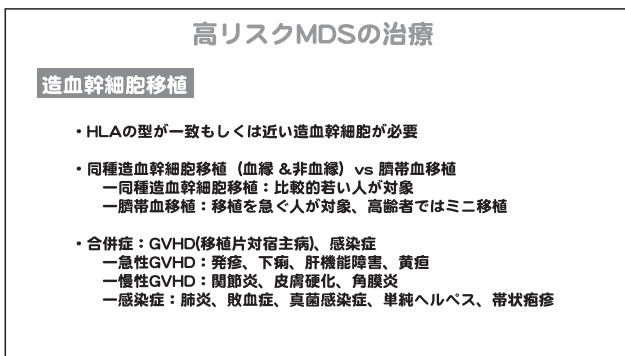 高リスクMDSの治療
造血幹細胞移植
・HLAの型が一致もしくは近い造血幹細胞が必要
・同種造血幹細胞移植（血縁 &非血縁）vs 臍帯血移植
ー同種造血幹細胞移植：比較的若い人が対象
ー臍帯血移植：移植を急ぐ人が対象、高齢者ではミニ移植
・合併症：GVHD(移植片対宿主病)、感染症
ー急性GVHD：発疹、下痢、肝機能障害、黄疸
ー慢性GVHD：関節炎、皮膚硬化、角膜炎
ー感染症：肺炎、敗血症、真菌感染症、単純ヘルペス、帯状疱疹